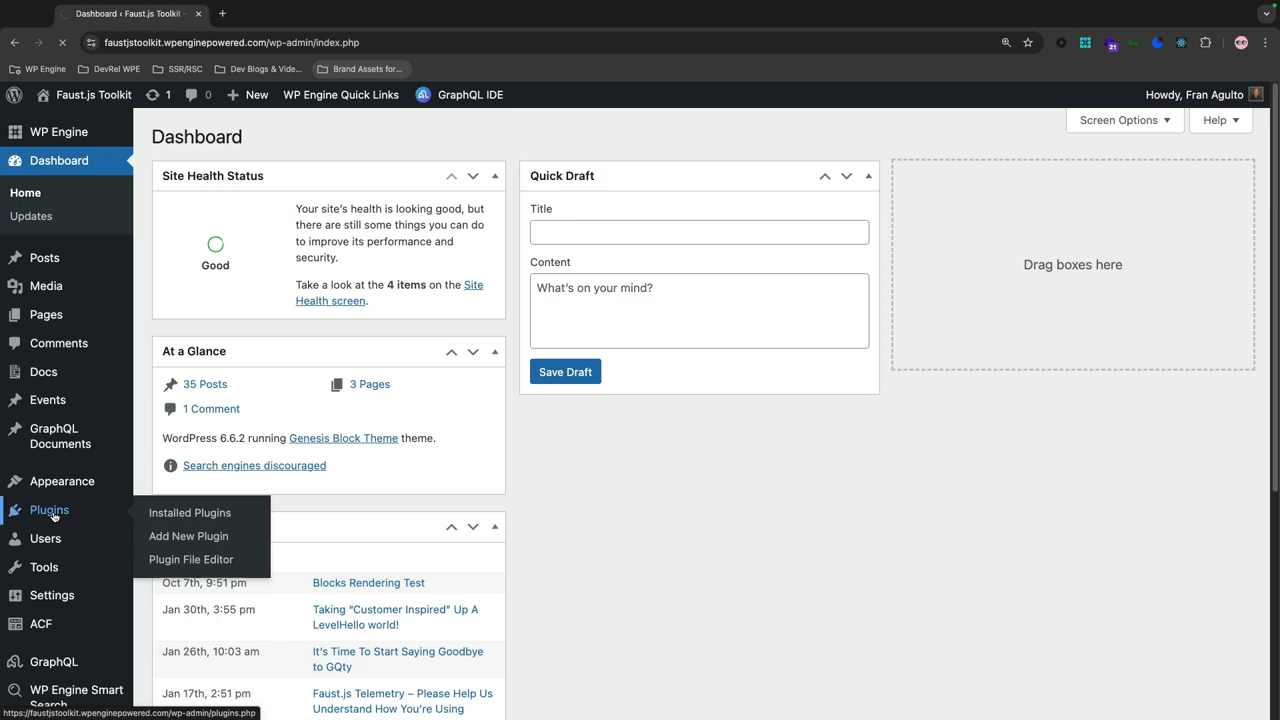 Dashboard ‹ Faust.js Toolkit –
faustjstoolkit.wpenginepowered.com/wp-admin/index.php
21
WP Engine
DevRel WPE
SSR/RSC
Dev Blogs & Vide...
Brand Assets for...
Faust.js Toolkit
1
0
New
WP Engine Quick Links
GraphQL IDE
Howdy, Fran Agulto
WP Engine
Dashboard
Home
Updates
Posts
Media
Pages
Comments
Docs
Events
GraphQL
Documents
Appearance
Plugins
Users
Tools
Settings
ACF
GraphQL
WP Engine Smart
Search
Installed Plugins
Add New Plugin
Plugin File Editor
Dashboard
Screen Options
Help
Site Health Status
Good
Your site's health is looking good, but
there are still some things you can do
to improve its performance and
security.
Take a look at the 4 items on the Site
Health screen.
At a Glance
35 Posts
3 Pages
1 Comment
WordPress 6.6.2 running Genesis Block Theme theme.
Search engines discouraged
Oct 7th, 9:51 pm
Blocks Rendering Test
Jan 30th, 3:55 pm
Taking “Customer Inspired” Up A
LevelHello world!
Jan 26th, 10:03 am
It’s Time To Start Saying Goodbye
to GQty
Jan 17th, 2:51 pm
Faust.js Telemetry – Please Help Us
Understand How You’re Using
Quick Draft
Title
Content
What's on your mind?
Save Draft
Drag boxes here
https://faustjstoolkit.wpenginepowered.com/wp-admin/plugins.php